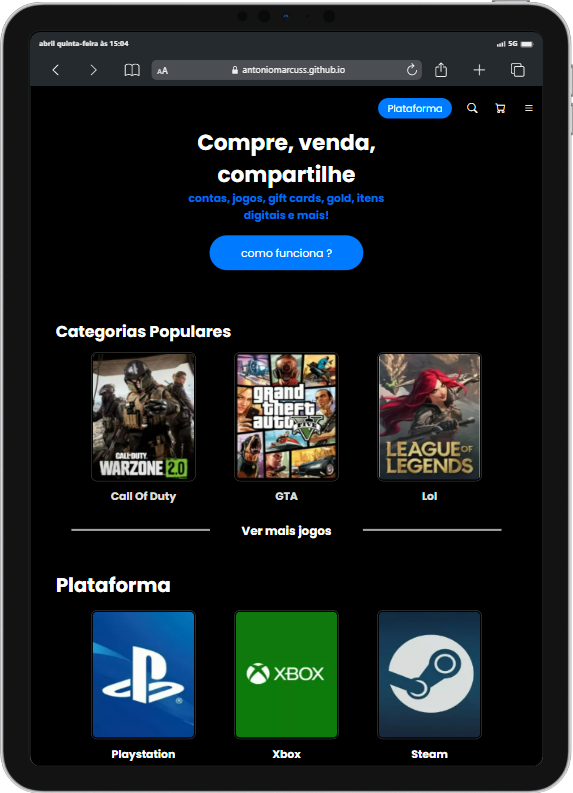 abril quinta-feira às 15:04
5G
AA
antoniomarcuss.github.io
Plataforma
Compre, venda,
compartilhe
contas, jogos, gift cards, gold, itens
digitais e mais!
como funciona ?
Categorias Populares
CALL OF DUTY
WARZONE 2.0
grand
theft
auto V
LEAGUE OF
LEGENDS
Call Of Duty
GTA
Lol
Ver mais jogos
Plataforma
XBOX
Playstation
Xbox
Steam